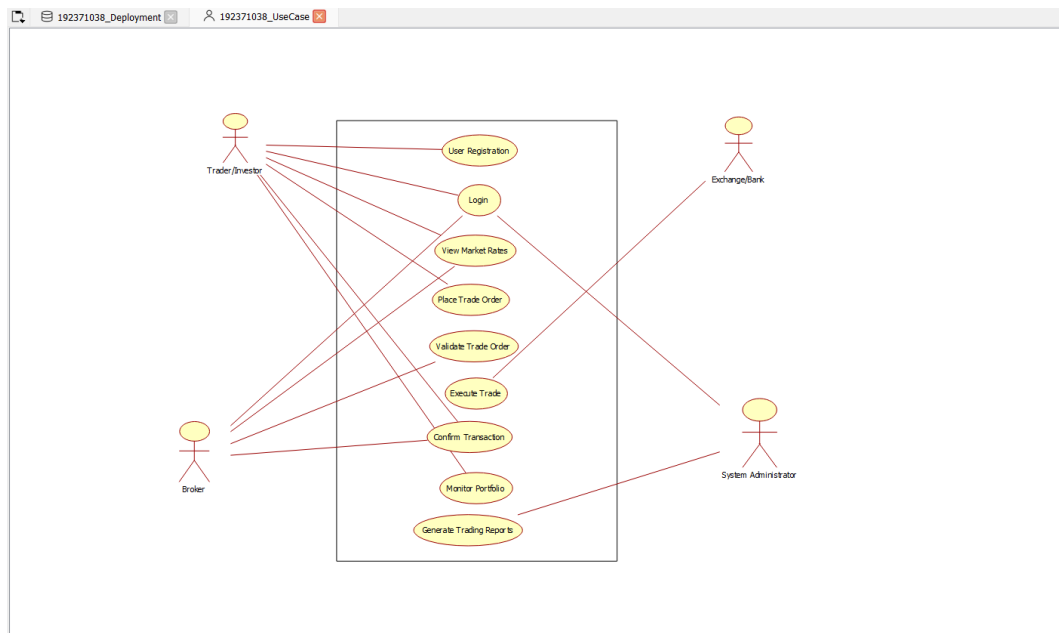 192371038_Deployment
192371038_UseCase
Trader/Investor
User Registration
Exchange/Bank
Login
View Market Rates
Place Trade Order
Validate Trade Order
Execute Trade
Confirm Transaction
Broker
System Administrator
Monitor Portfolio
Generate Trading Reports